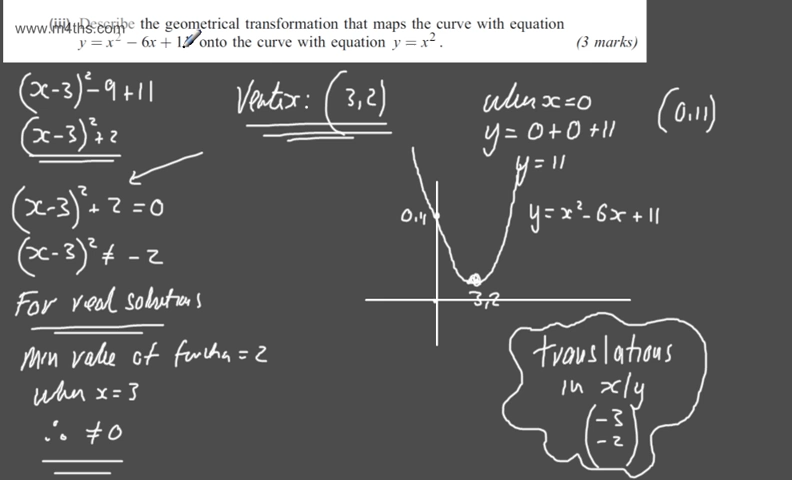 (iii) Describe the geometrical transformation that maps the curve with equation
www.m4ths.com
y = x² − 6x + 11 onto the curve with equation y = x². (3 marks)
(x-3)² - 9 + 11
(x-3)² + 2
Vertix: (3,2)
when x=0
y = 0+0+11
y = 11
(0,11)
(x-3)² + 2 = 0
(x-3)² ≠ -2
For real solutions
Min value of function = 2
when x = 3
∴ ≠ 0
0,11
y = x² - 6x + 11
3,2
translations
in x/y
(-3
-2)